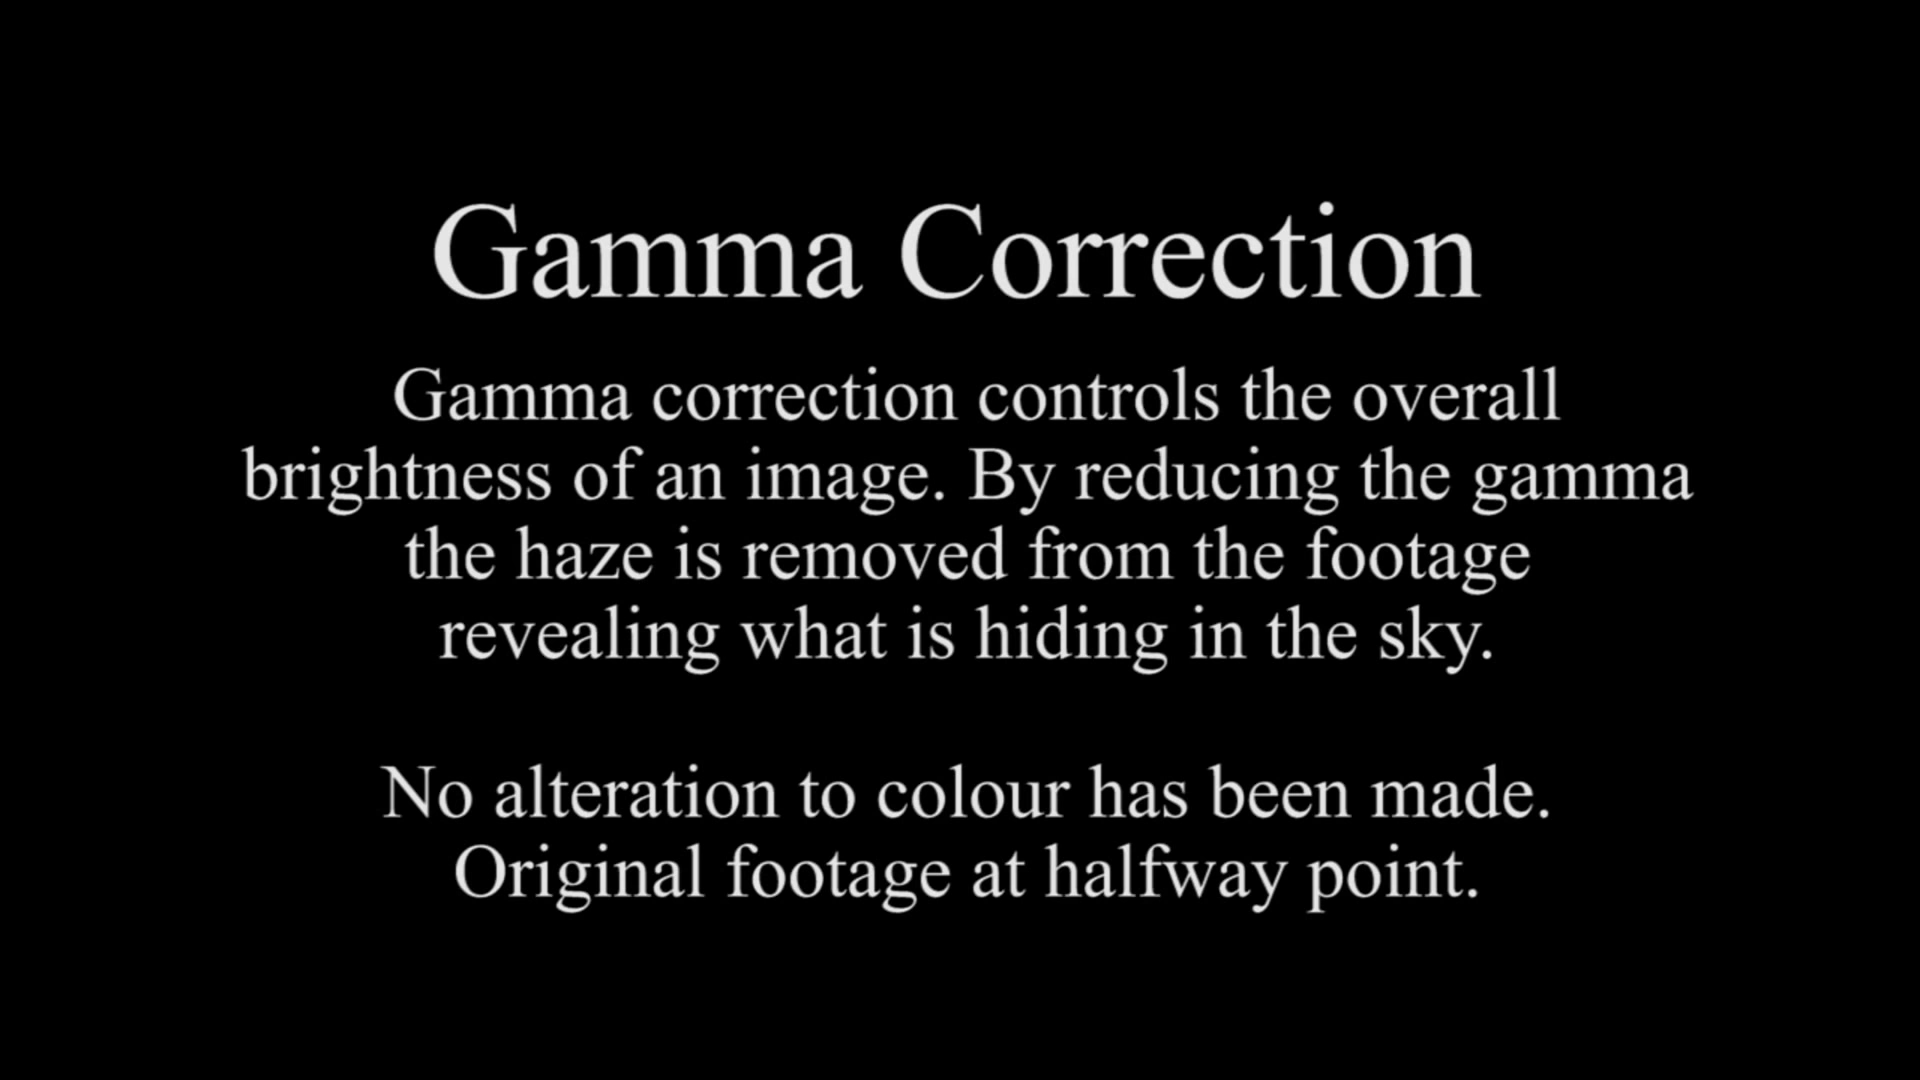 Gamma Correction
Gamma correction controls the overall
brightness of an image. By reducing the gamma
the haze is removed from the footage
revealing what is hiding in the sky.
No alteration to colour has been made.
Original footage at halfway point.